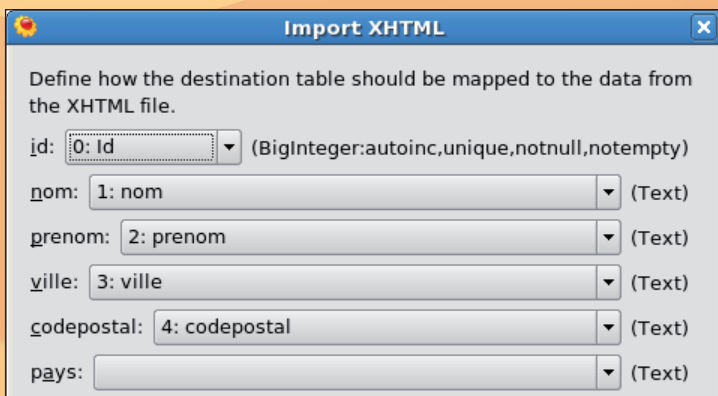 Import XHTML
Define how the destination table should be mapped to the data from
the XHTML file.
id: 0: Id (BigInteger:autoinc,unique,notnull,notempty)
nom: 1: nom (Text)
prenom: 2: prenom (Text)
ville: 3: ville (Text)
codepostal: 4: codepostal (Text)
pays: (Text)